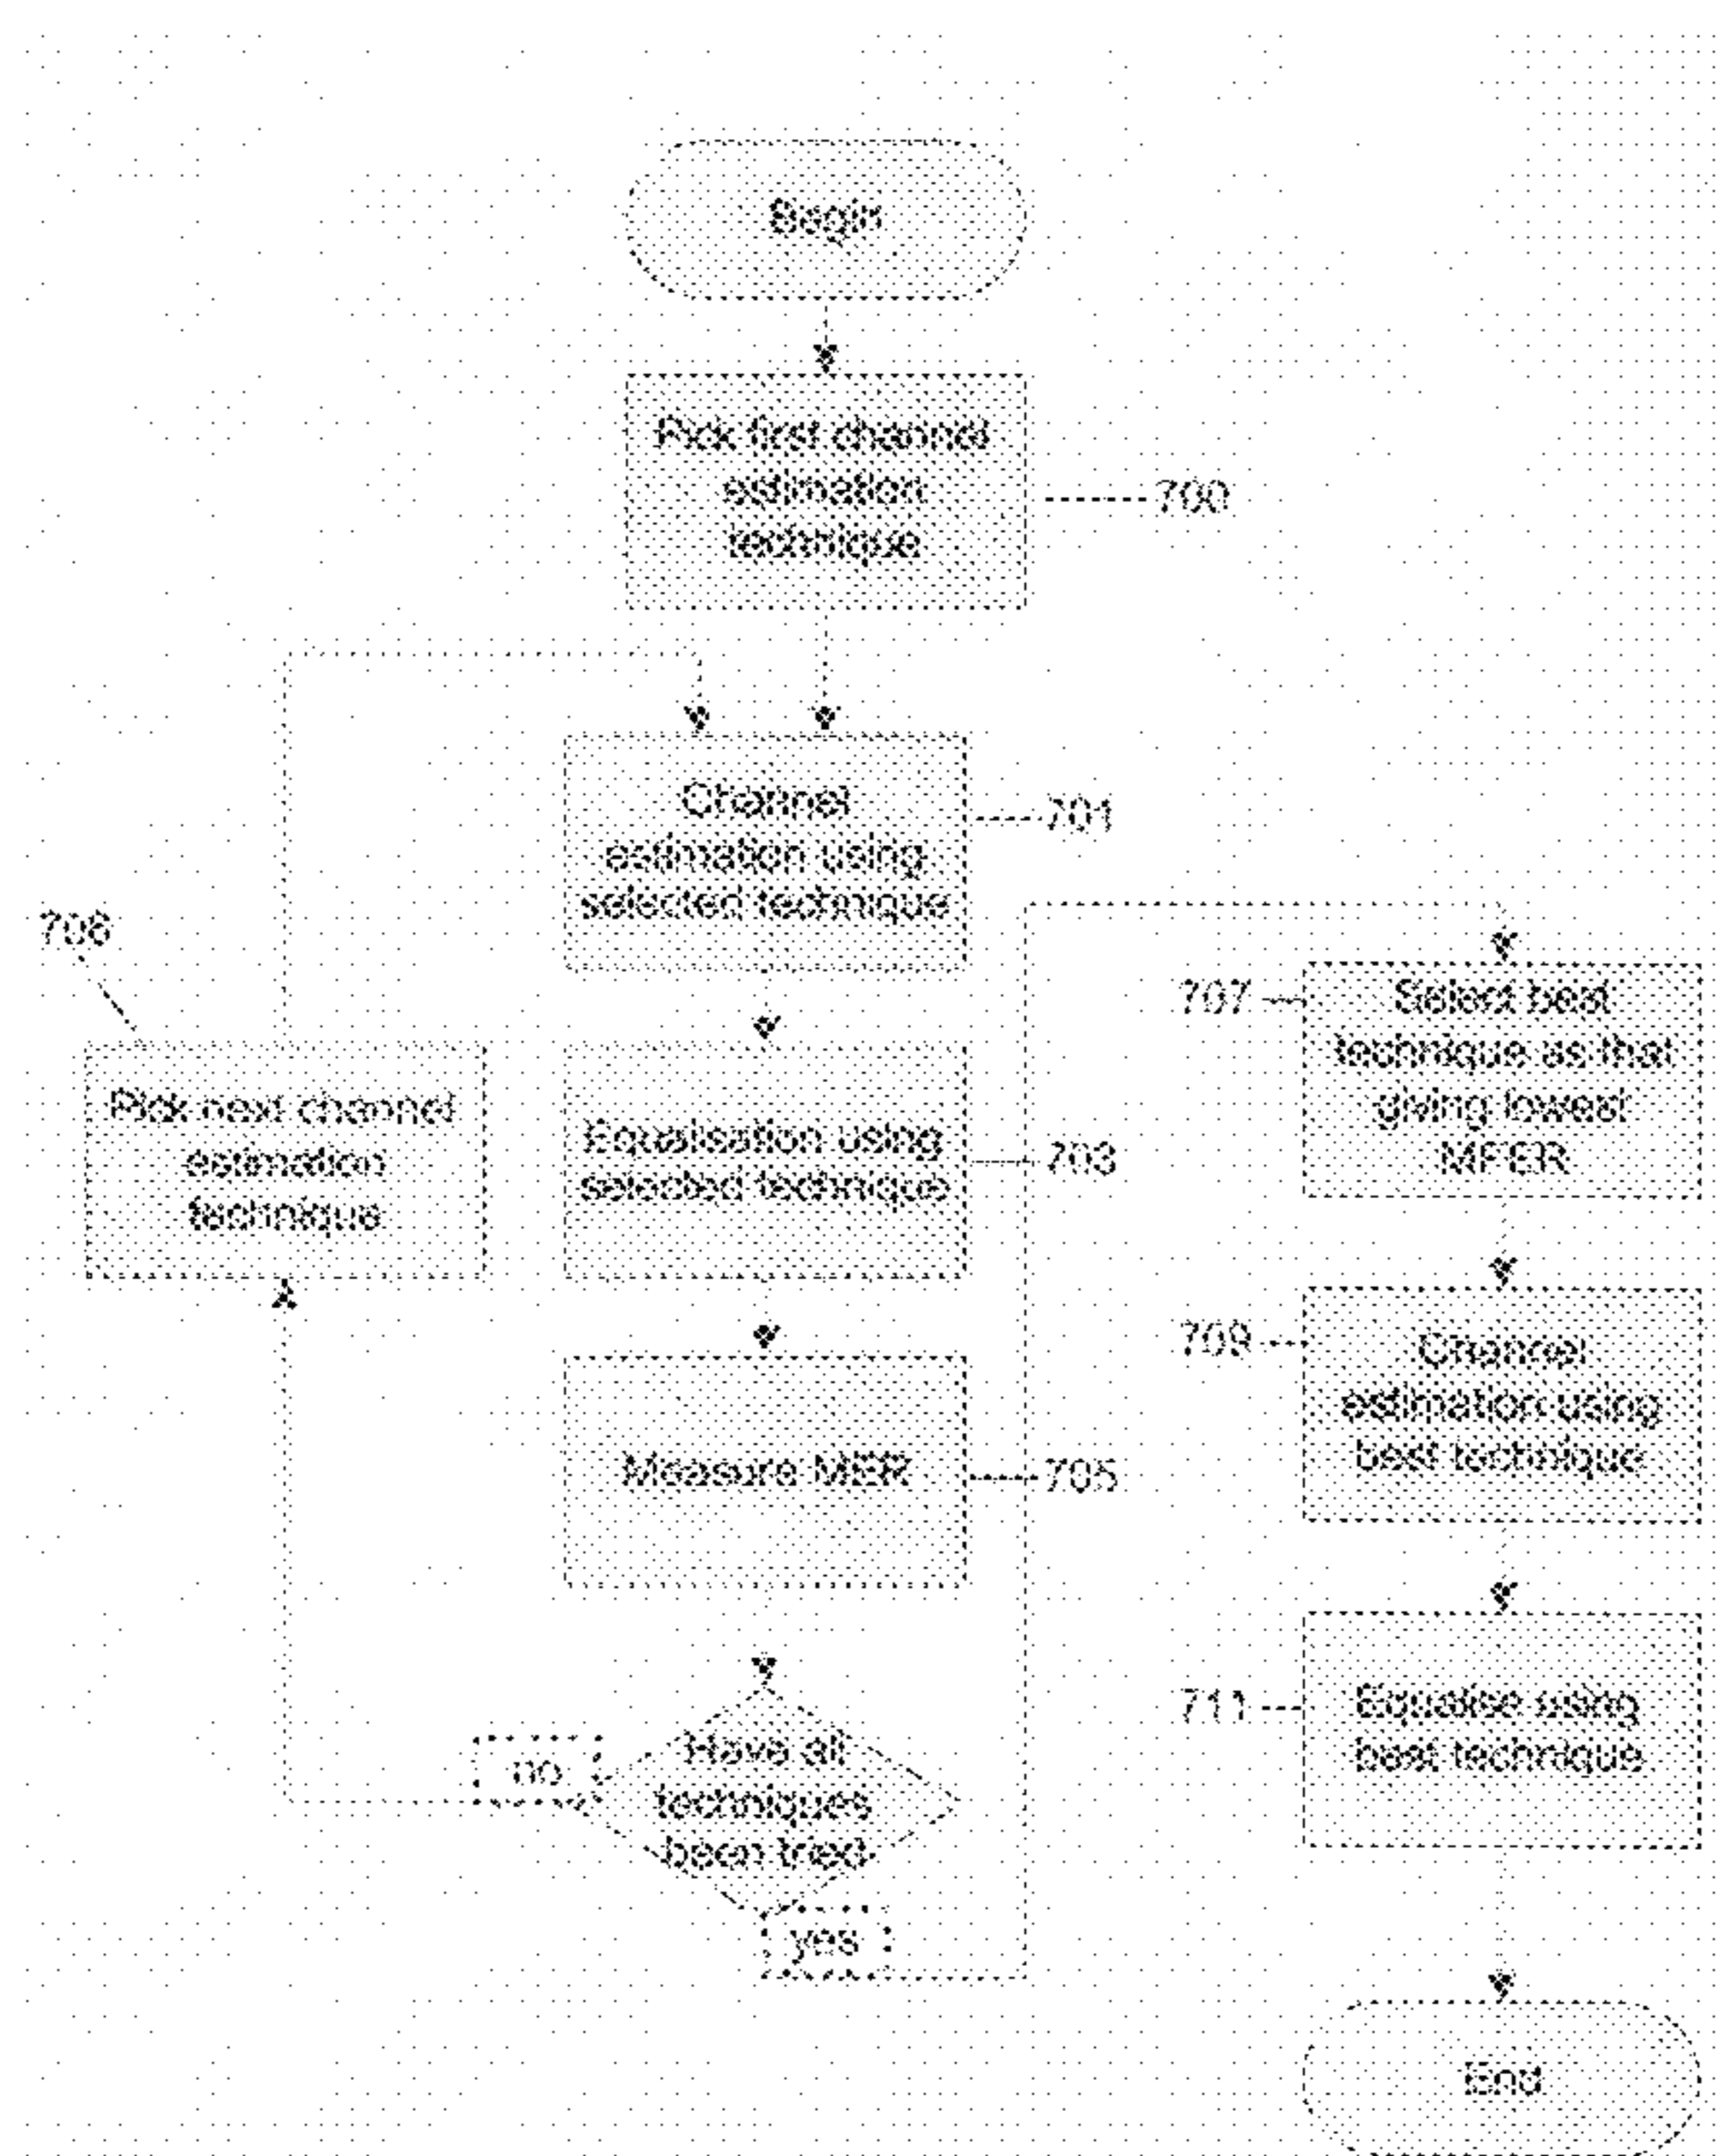 Begin
Pick first channel
estimation
technique
700
Channel
estimation using
selected technique
701
706
Pick next channel
estimation
technique
Equalisation using
selected technique
703
Measure MER
705
Have all
techniques
been tried
no
yes
707
Select best
technique as that
giving lowest
MFER
709
Channel
estimation using
best technique
711
Equalise using
best technique
End